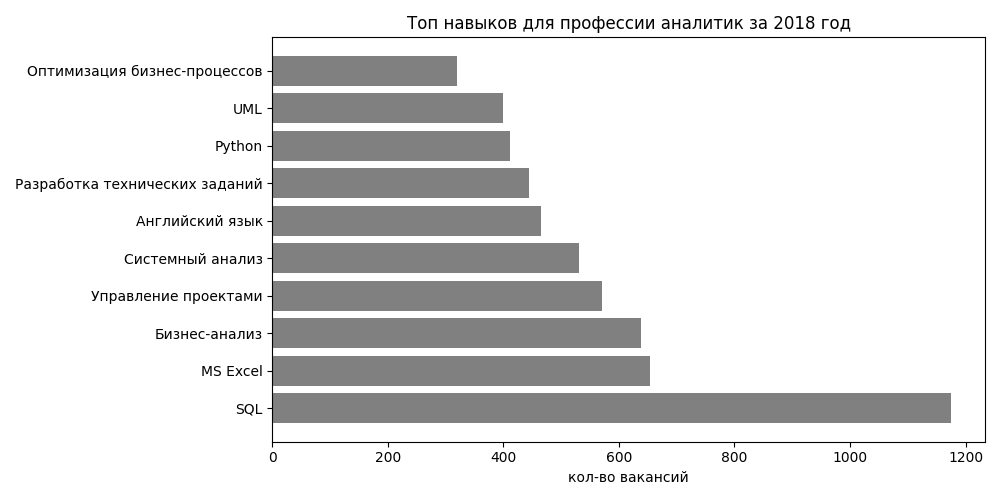 Топ навыков для профессии аналитик за 2018 год
Оптимизация бизнес-процессов
UML
Python
Разработка технических заданий
Английский язык
Системный анализ
Управление проектами
Бизнес-анализ
MS Excel
SQL
0 200 400 600 800 1000 1200
кол-во вакансий